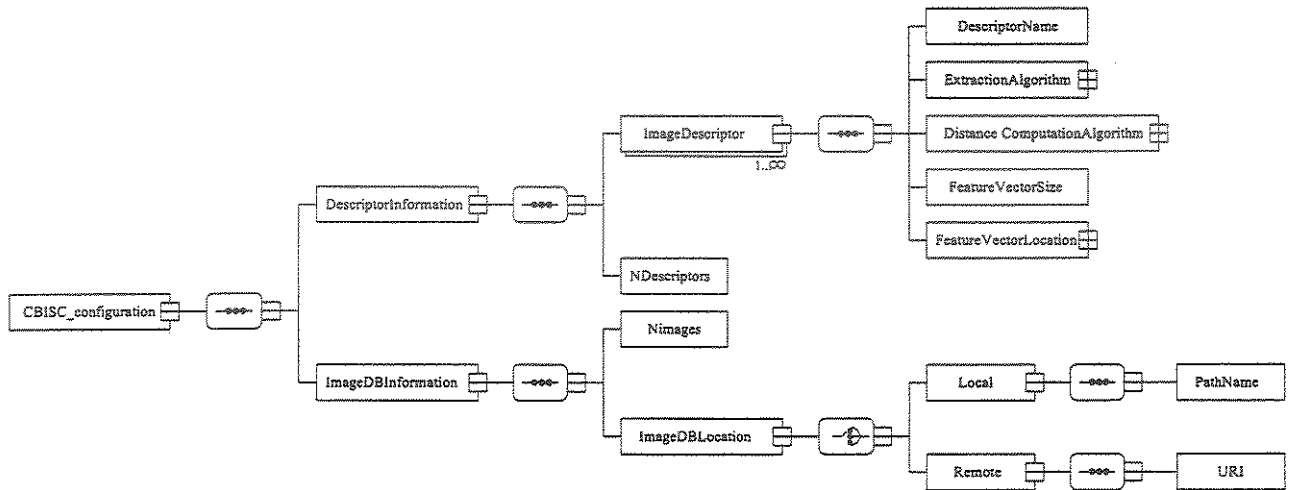 DescriptorName
ExtractionAlgorithm
ImageDescriptor
Distance ComputationAlgorithm
1..∞
DescriptorInformation
FeatureVectorSize
FeatureVectorLocation
NDescriptors
CBISC_configuration
Nimages
ImageDBInformation
Local
PathName
ImageDBLocation
Remote
URI